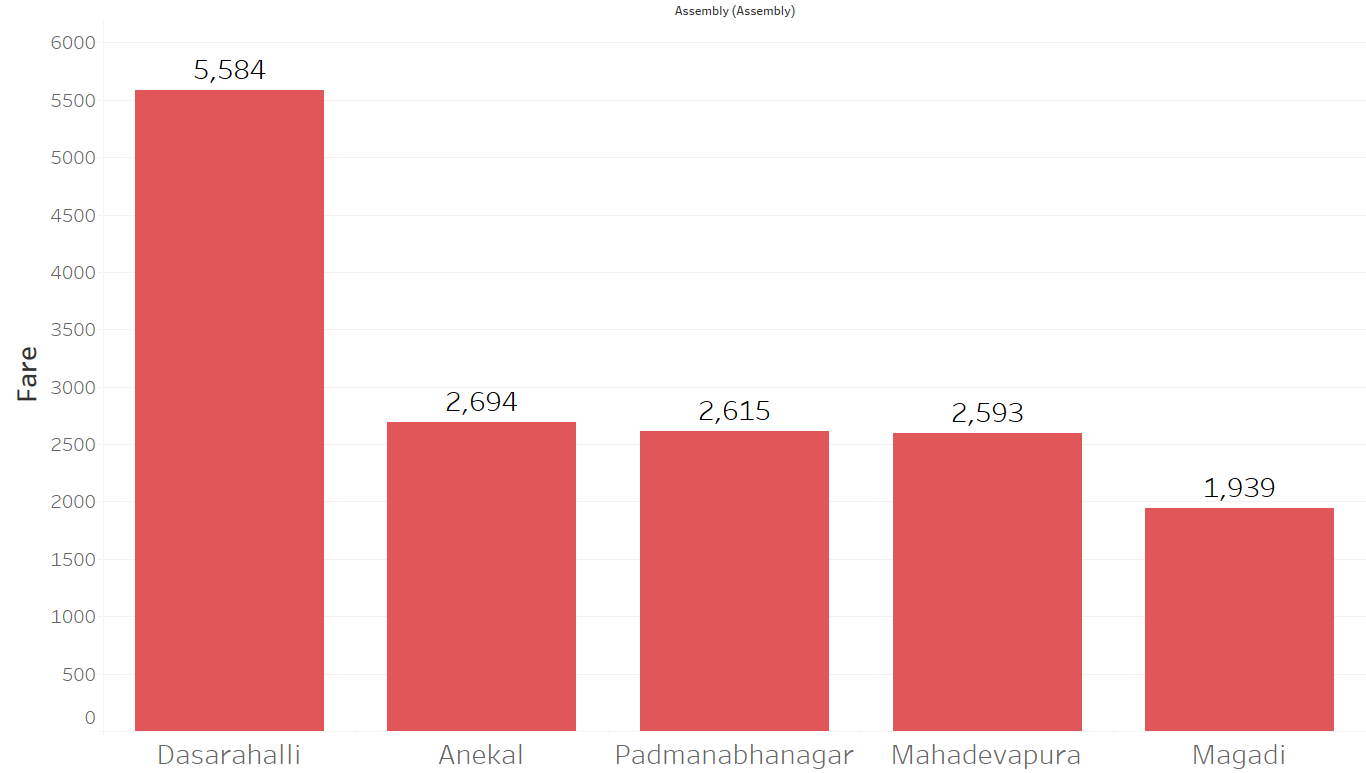 Assembly (Assembly)
Fare
6000
5500
5000
4500
4000
3500
3000
2500
2000
1500
1000
500
0
5,584
2,694
2,615
2,593
1,939
Dasarahalli
Anekal
Padmanabhanagar
Mahadevapura
Magadi